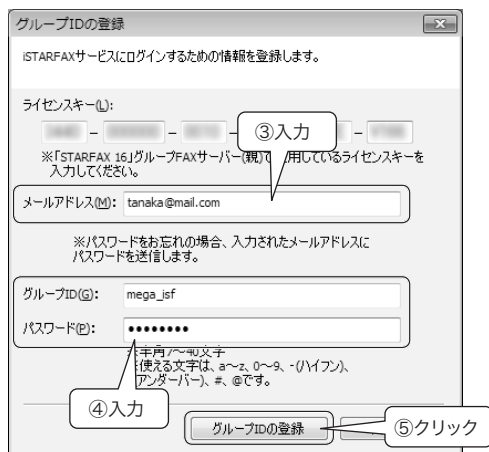 グループIDの登録
iSTARFAXサービスにログインするための情報を登録します。
ライセンスキー(L):
③入力
※「STARFAX 16」グループFAXサーバー(親)で 用しているライセンスキーを
入力してください。
メールアドレス(M): tanaka@mail.com
※パスワードをお忘れの場合、入力されたメールアドレスに
パスワードを送信します。
グループID(G): mega_isf
パスワード(P): ●●●●●●●●
※半角7～40文字
※使える文字は、a～z、0～9、-(ハイフン)、
アンダーバー)、#、@です。
④入力
グループIDの登録
⑤クリック